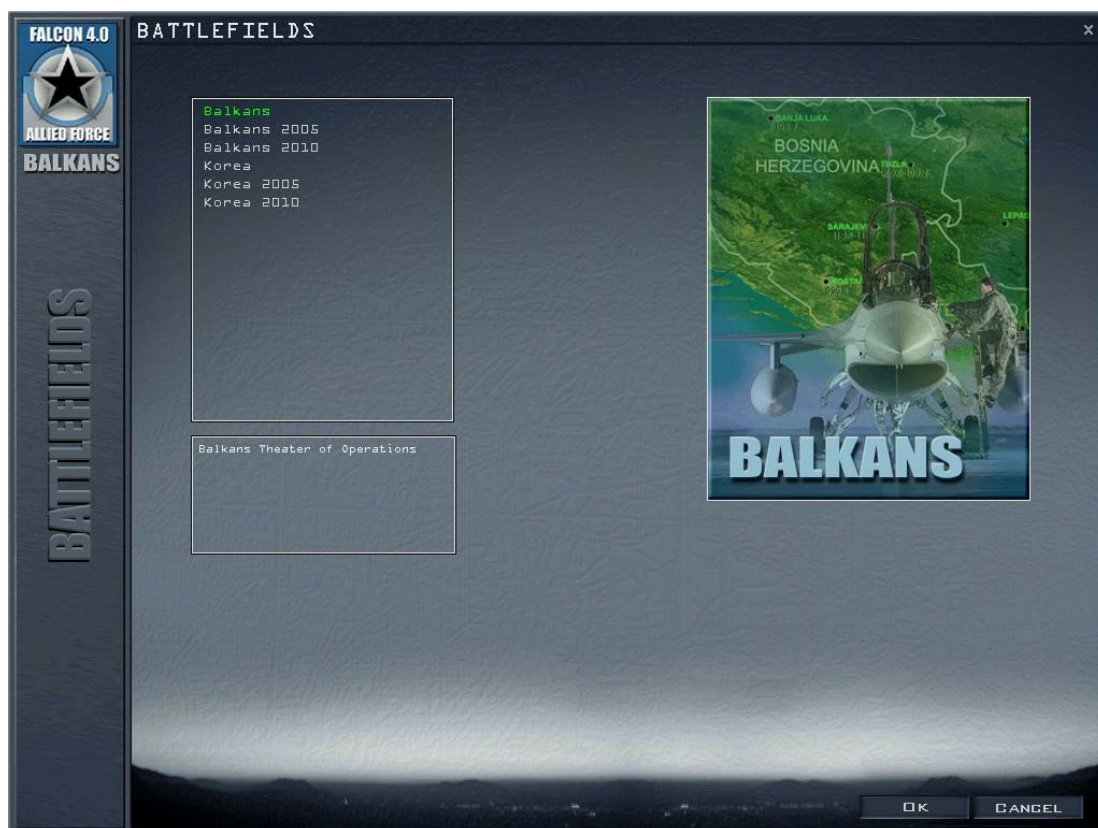 FALCON 4.0
ALLIED FORCE
BALKANS
BATTLEFIELDS
BATTLEFIELDS
x
Balkans
Balkans 2005
Balkans 2010
Korea
Korea 2005
Korea 2010
Balkans Theater of Operations
BANJA LUKA
BOSNIA
HERZEGOVINA
TUZLA
SARAJEV
BALKANS
OK
CANCEL